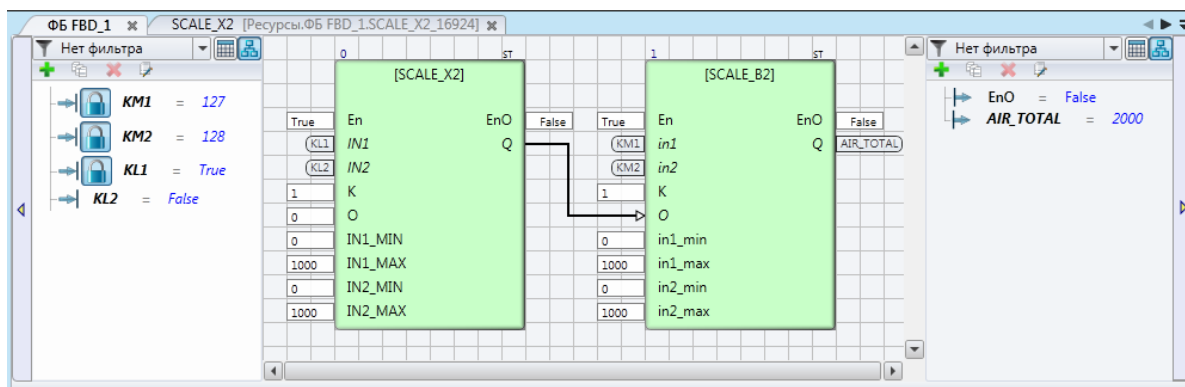 ФБ FBD_1 SCALE_X2 [Ресурсы.ФБ FBD_1.SCALE_X2_16924]
Нет фильтра
KM1 = 127
KM2 = 128
KL1 = True
KL2 = False
0 ST 1 ST
[SCALE_X2] [SCALE_B2]
True En EnO False True En EnO False
KL1 IN1 Q KM1 in1 Q AIR_TOTAL
KL2 IN2 KM2 in2
1 K 1 K
0 O O
0 IN1_MIN 0 in1_min
1000 IN1_MAX 1000 in1_max
0 IN2_MIN 0 in2_min
1000 IN2_MAX 1000 in2_max
Нет фильтра
EnO = False
AIR_TOTAL = 2000